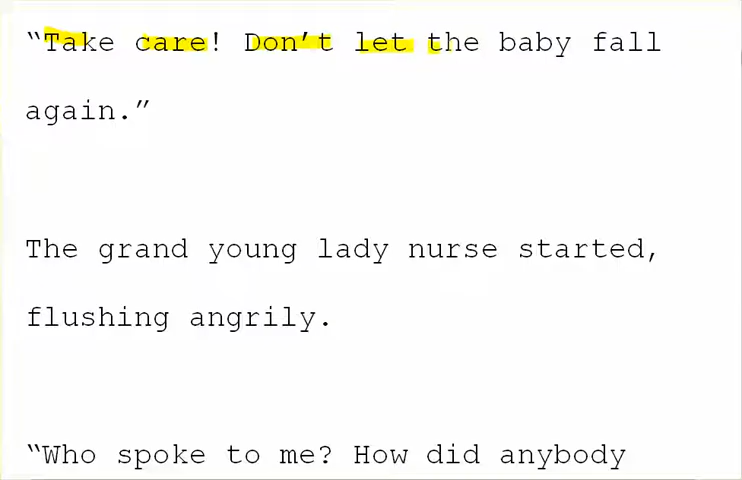 “Take care! Don’t let the baby fall
again.”
The grand young lady nurse started,
flushing angrily.
“Who spoke to me? How did anybody